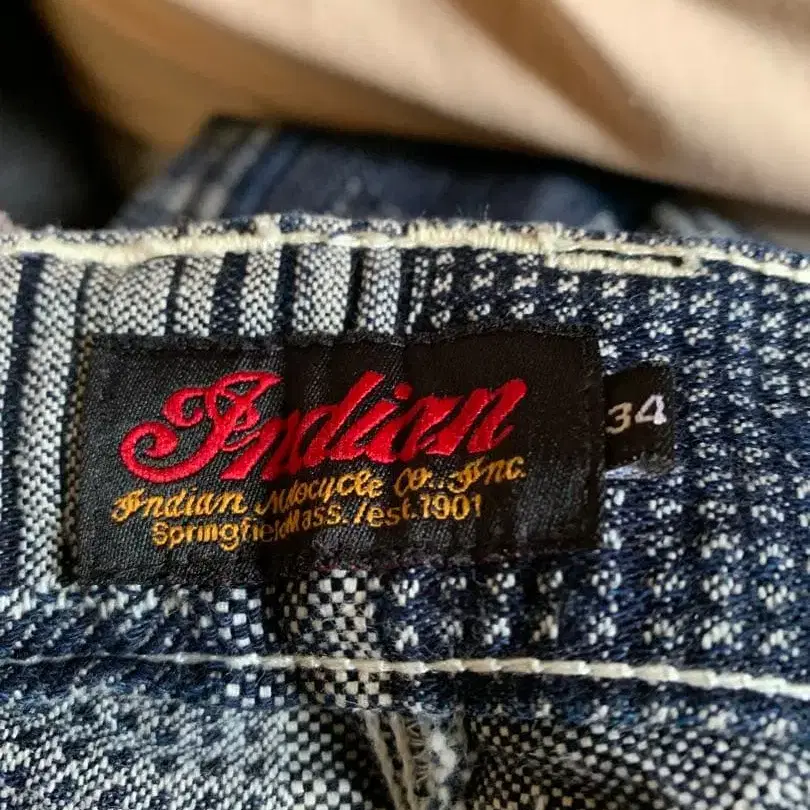 Indian
34
Indian Motocycle Co., Inc.
Springfield Mass. /est. 1901